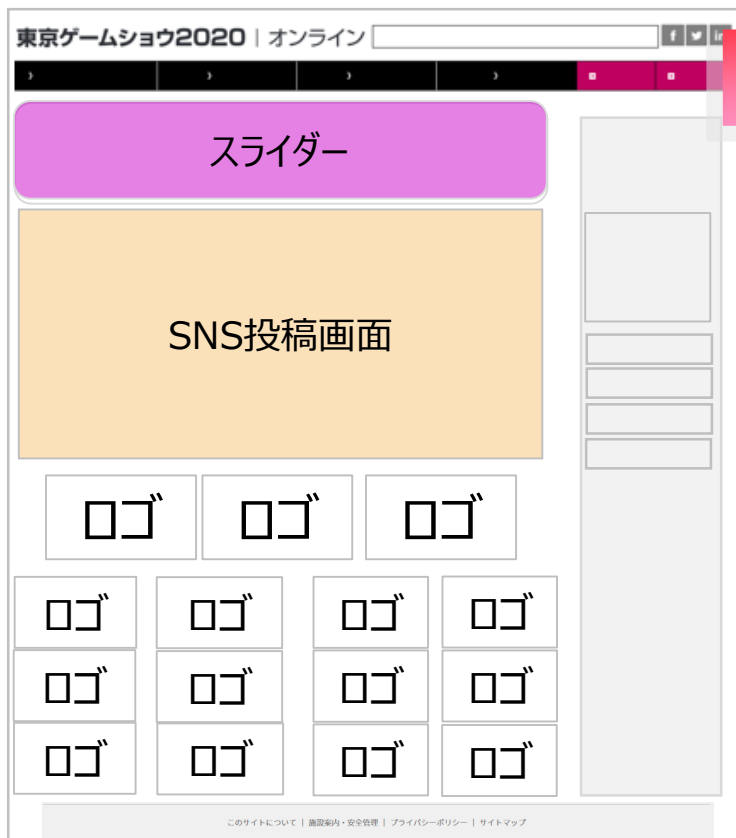 東京ゲームショウ2020 | オンライン
f in
スライダー
SNS投稿画面
ロゴ ロゴ ロゴ
ロゴ ロゴ ロゴ ロゴ
ロゴ ロゴ ロゴ ロゴ
ロゴ ロゴ ロゴ ロゴ
このサイトについて | 施設案内・安全管理 | プライバシーポリシー | サイトマップ